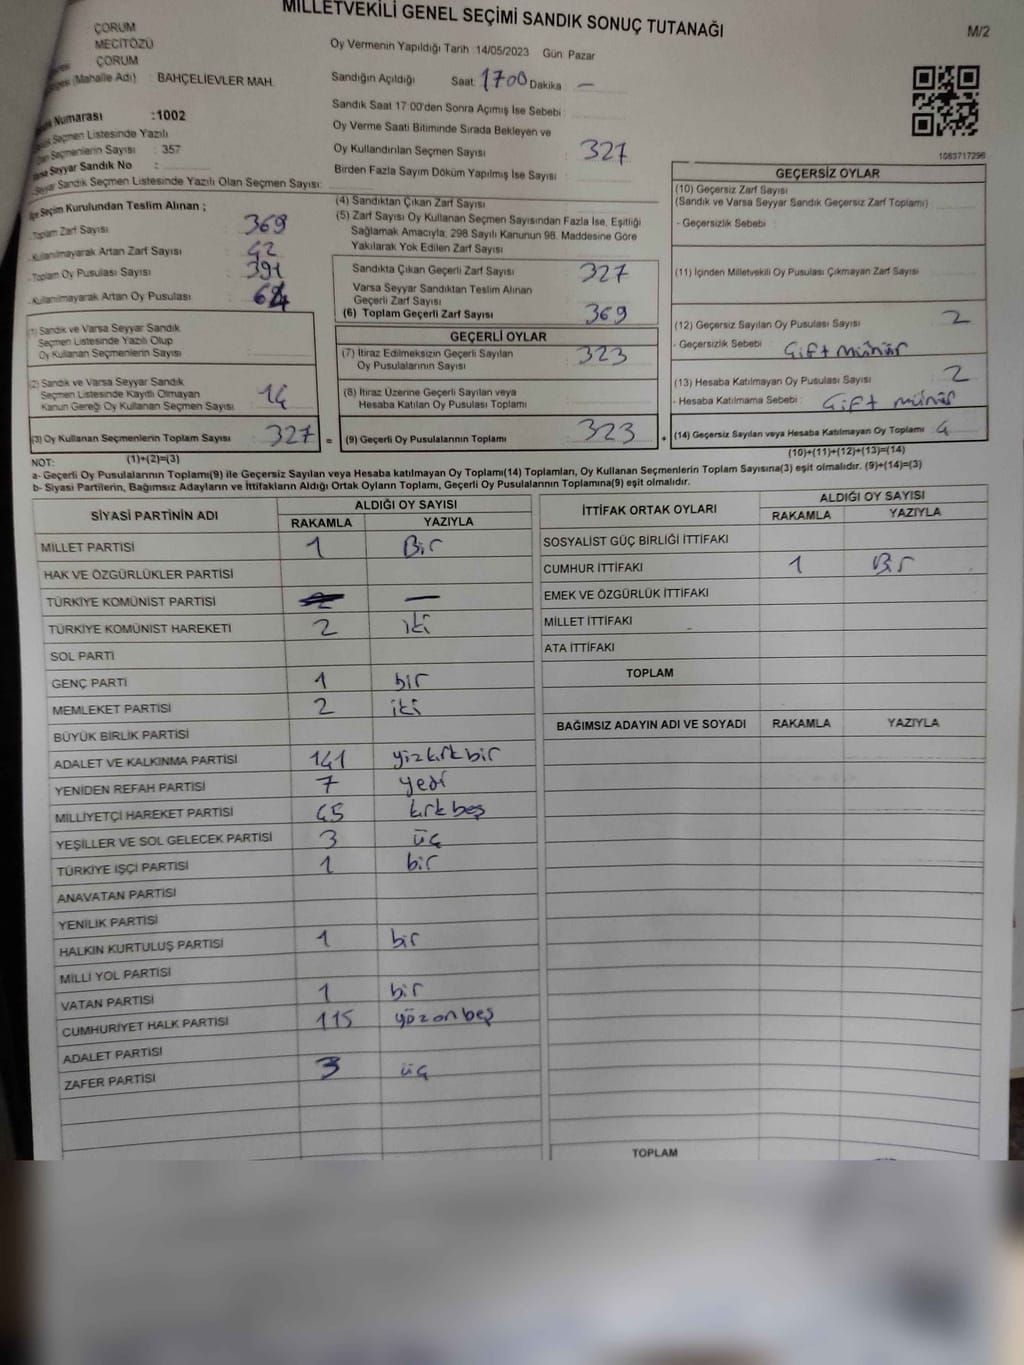 MİLLETVEKİLİ GENEL SEÇİMİ SANDIK SONUÇ TUTANAĞI
M/2
ÇORUM
MECİTÖZÜ
ÇORUM
(Mahalle Adı) : BAHÇELİEVLER MAH.
Numarası :1002
Seçmen Listesinde Yazılı
Seçmenlerin Sayısı : 357
Varsa Seyyar Sandık No :
Seyyar Sandık Seçmen Listesinde Yazılı Olan Seçmen Sayısı:
Oy Vermenin Yapıldığı Tarih :14/05/2023 Gün: Pazar
Sandığın Açıldığı Saat: 1700 Dakika : —
Sandık Saat 17:00'den Sonra Açımış İse Sebebi :
Oy Verme Saati Bitiminde Sırada Bekleyen ve
Oy Kullandırılan Seçmen Sayısı : 327
Birden Fazla Sayım Döküm Yapılmış İse Sayısı :
1083717296
Seçim Kurulundan Teslim Alınan ;
-Toplam Zarf Sayısı : 369
-Kullanılmayarak Artan Zarf Sayısı : 42
-Toplam Oy Pusulası Sayısı : 391
-Kullanılmayarak Artan Oy Pusulası : 64
(1) Sandık ve Varsa Seyyar Sandık
Seçmen Listesinde Yazılı Olup
Oy Kullanan Seçmenlerin Sayısı :
(2) Sandık ve Varsa Seyyar Sandık
Seçmen Listesinde Kayıtlı Olmayan
Kanun Gereği Oy Kullanan Seçmen Sayısı : 14
(3) Oy Kullanan Seçmenlerin Toplam Sayısı : 327 =
(4) Sandıktan Çıkan Zarf Sayısı :
(5) Zarf Sayısı Oy Kullanan Seçmen Sayısından Fazla İse, Eşitliği
Sağlamak Amacıyla; 298 Sayılı Kanunun 98. Maddesine Göre
Yakılarak Yok Edilen Zarf Sayısı :
Sandıkta Çıkan Geçerli Zarf Sayısı : 327
Varsa Seyyar Sandıktan Teslim Alınan
Geçerli Zarf Sayısı :
(6) Toplam Geçerli Zarf Sayısı : 369
GEÇERLİ OYLAR
(7) İtiraz Edilmeksizin Geçerli Sayılan
Oy Pusulalarının Sayısı : 323
(8) İtiraz Üzerine Geçerli Sayılan veya
Hesaba Katılan Oy Pusulası Toplamı :
(9) Geçerli Oy Pusulalarının Toplamı : 323 +
GEÇERSİZ OYLAR
(10) Geçersiz Zarf Sayısı
(Sandık ve Varsa Seyyar Sandık Geçersiz Zarf Toplamı) :
- Geçersizlik Sebebi :
(11) İçinden Milletvekili Oy Pusulası Çıkmayan Zarf Sayısı :
(12) Geçersiz Sayılan Oy Pusulası Sayısı : 2
- Geçersizlik Sebebi : Çift mühür
(13) Hesaba Katılmayan Oy Pusulası Sayısı : 2
- Hesaba Katılmama Sebebi : Çift mühür
(14) Geçersiz Sayılan veya Hesaba Katılmayan Oy Toplamı : 4
NOT: (1)+(2)=(3)
(10)+(11)+(12)+(13)=(14)
a- Geçerli Oy Pusulalarının Toplamı(9) ile Geçersiz Sayılan veya Hesaba katılmayan Oy Toplamı(14) Toplamları, Oy Kullanan Seçmenlerin Toplam Sayısına(3) eşit olmalıdır. (9)+(14)=(3)
b- Siyasi Partilerin, Bağımsız Adayların ve İttifakların Aldığı Ortak Oyların Toplamı, Geçerli Oy Pusulalarının Toplamına(9) eşit olmalıdır.
SİYASİ PARTİNİN ADI ALDIĞI OY SAYISI
RAKAMLA YAZIYLA
MİLLET PARTİSİ 1 Bir
HAK VE ÖZGÜRLÜKLER PARTİSİ
TÜRKİYE KOMÜNİST PARTİSİ —
TÜRKİYE KOMÜNİST HAREKETİ 2 iki
SOL PARTİ
GENÇ PARTİ 1 bir
MEMLEKET PARTİSİ 2 iki
BÜYÜK BİRLİK PARTİSİ
ADALET VE KALKINMA PARTİSİ 141 yüzkırkbir
YENİDEN REFAH PARTİSİ 7 yedi
MİLLİYETÇİ HAREKET PARTİSİ 45 kırkbeş
YEŞİLLER VE SOL GELECEK PARTİSİ 3 üç
TÜRKİYE İŞÇİ PARTİSİ 1 bir
ANAVATAN PARTİSİ
YENİLİK PARTİSİ
HALKIN KURTULUŞ PARTİSİ 1 bir
MİLLİ YOL PARTİSİ
VATAN PARTİSİ 1 bir
CUMHURİYET HALK PARTİSİ 115 yüzonbeş
ADALET PARTİSİ
ZAFER PARTİSİ 3 üç
İTTİFAK ORTAK OYLARI ALDIĞI OY SAYISI
RAKAMLA YAZIYLA
SOSYALİST GÜÇ BİRLİĞİ İTTİFAKI
CUMHUR İTTİFAKI 1 Bir
EMEK VE ÖZGÜRLÜK İTTİFAKI
MİLLET İTTİFAKI
ATA İTTİFAKI
TOPLAM
BAĞIMSIZ ADAYIN ADI VE SOYADI RAKAMLA YAZIYLA
TOPLAM